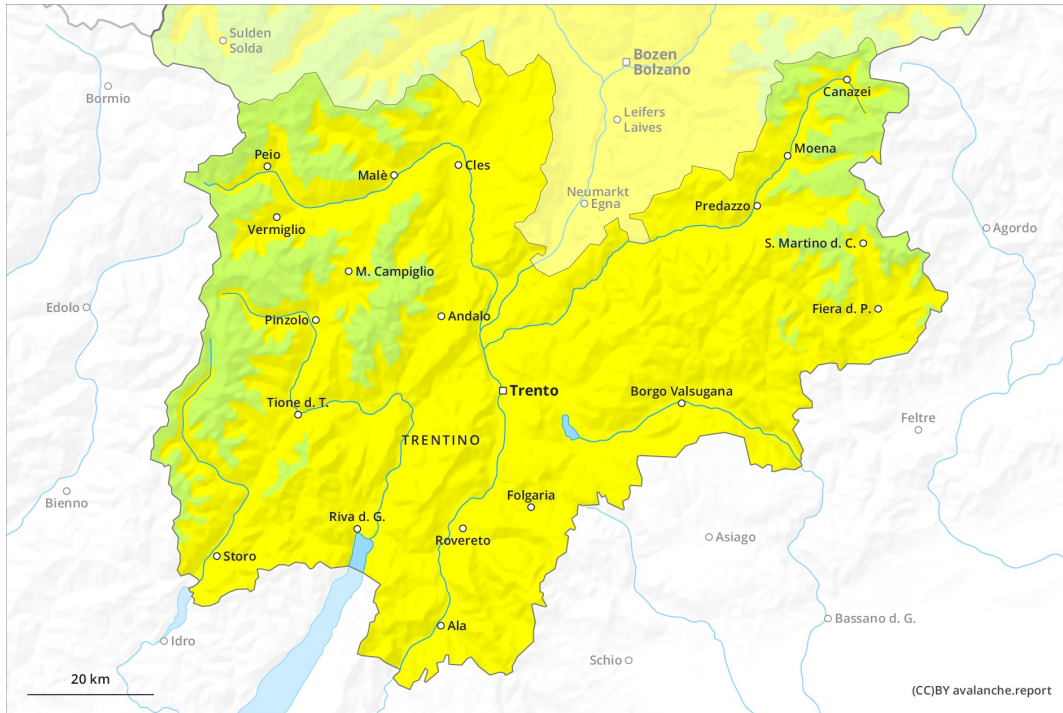 Sulden
Solda
Bozen
Bolzano
Bormio
Canazei
Leifers
Laives
Moena
Peio
Malè
Cles
Neumarkt
Egna
Predazzo
Vermiglio
Agordo
S. Martino d. C.
M. Campiglio
Edolo
Pinzolo
Andalo
Fiera d. P.
Trento
Borgo Valsugana
Tione d. T.
Feltre
TRENTINO
Bienno
Folgaria
Riva d. G.
Rovereto
Asiago
Storo
Bassano d. G.
Ala
Idro
Schio
20 km
(CC)BY avalanche.report